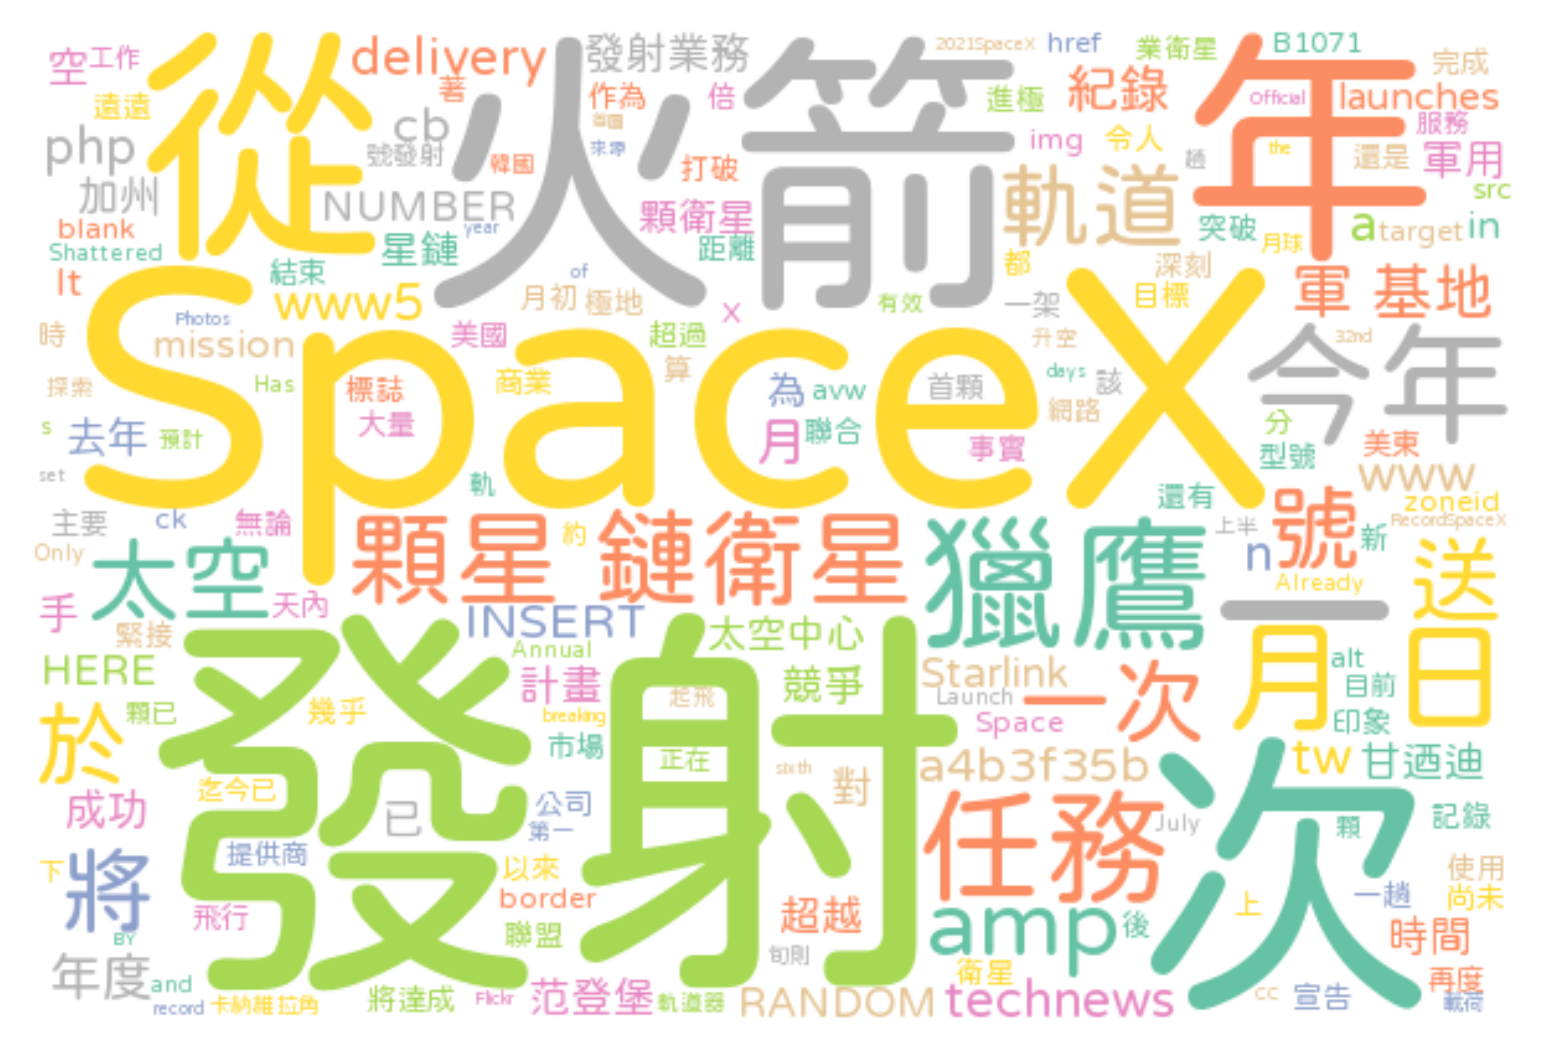 空 工作 從 delivery 發射業務 火箭 2021SpaceX href 業衛星 B1071 年 完成
遠遠 著 作為 倍 進極 紀錄 Official launches
php cb 號發射 韓國 來源 打破 img 令人 the 還是 服務 軍用
加州 NUMBER year 顆衛星 軌道 突破 月球 a target in src
blank Shattered 星鏈 距離 都 深刻
lt 結束 www5 of 月初 極地 X 有效 一架 目標 軍 基地
時 Photos mission 美國 超過 升空 32nd 今年
探索 Has 標誌 商業 算 為 avw 首顆 days 該
s 去年 預計 SpaceX 大量 月 聯合 事實 網路 分 美東
set 軌 型號 www
主要 ck 無論 約 還有 上半 號 zoneid RecordSpaceX
Only 太空 顆星 鏈衛星 獵鷹 n 新 送
手 天內 Already
緊接 INSERT 太空中心 一
HERE Annual 計畫 起飛 競爭 Starlink Launch 一次 月 alt 目前 日
於 顆已 幾乎 發射 breaking 市場 正在 Space 印象
迄今已 sixth 對 a4b3f35b tw 甘迺迪
成功 已 公司 第一 任務 July 次 顆 記錄
下 將 提供商 以來 使用
飛行 border 超越 amp 後 上 一趟 尚未
BY 聯盟 旬則 時間
年度 and 衛星 再度
record 卡納維拉角 將達成 Flickr 范登堡 軌道器 RANDOM technews cc 宣告 載荷